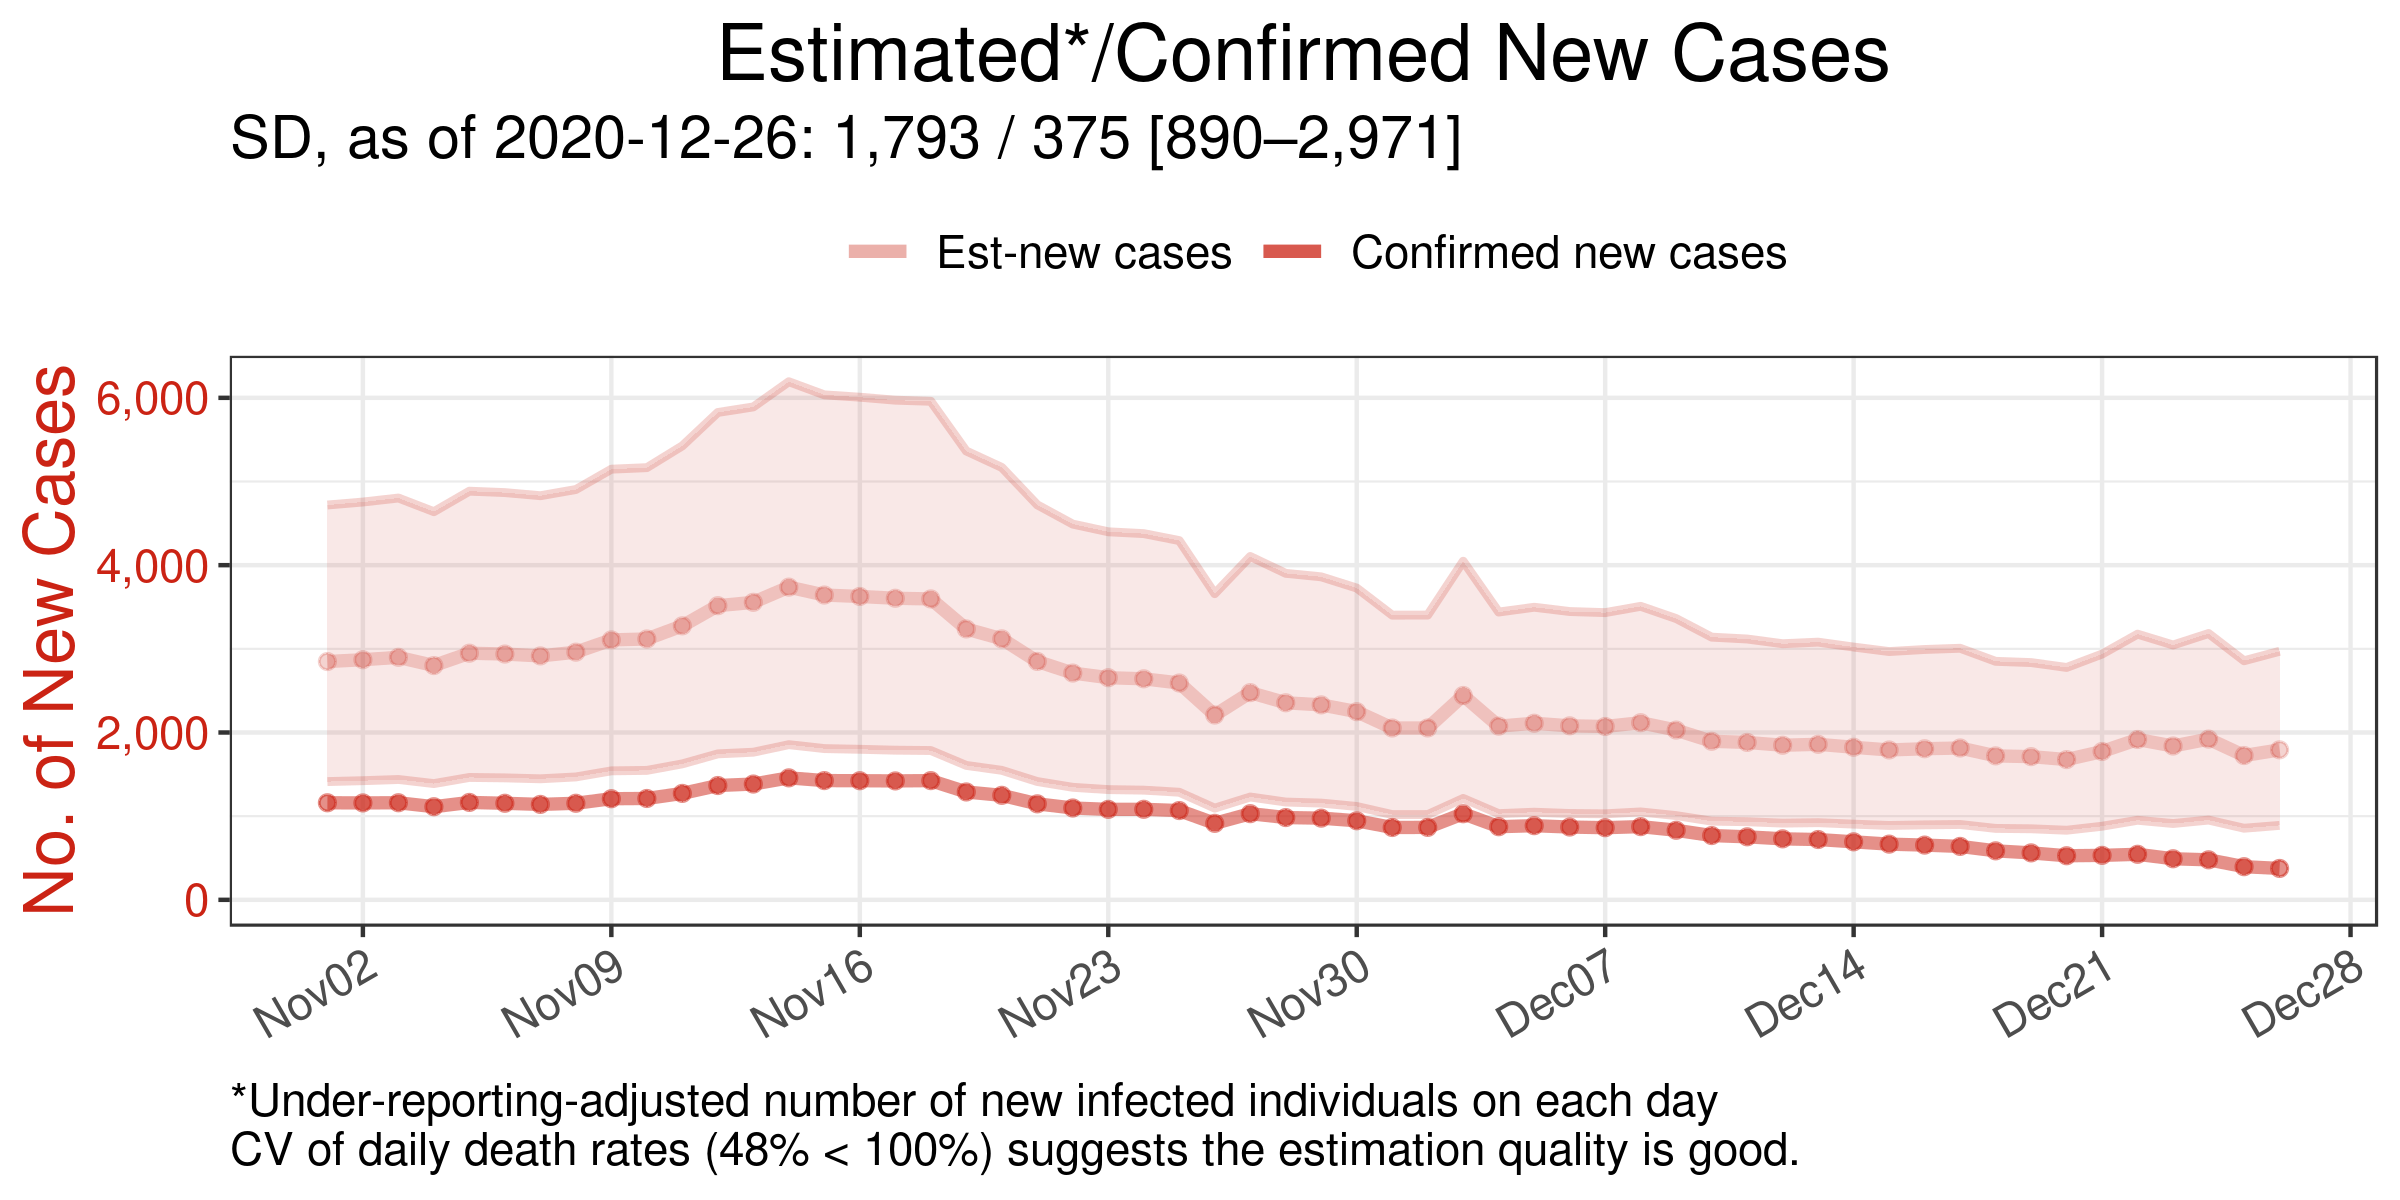 Estimated*/Confirmed New Cases
SD, as of 2020-12-26: 1,793 / 375 [890–2,971]
Est-new cases
Confirmed new cases
No. of New Cases
6,000
4,000
2,000
0
Nov02
Nov09
Nov16
Nov23
Nov30
Dec07
Dec14
Dec21
Dec28
*Under-reporting-adjusted number of new infected individuals on each day
CV of daily death rates (48% < 100%) suggests the estimation quality is good.